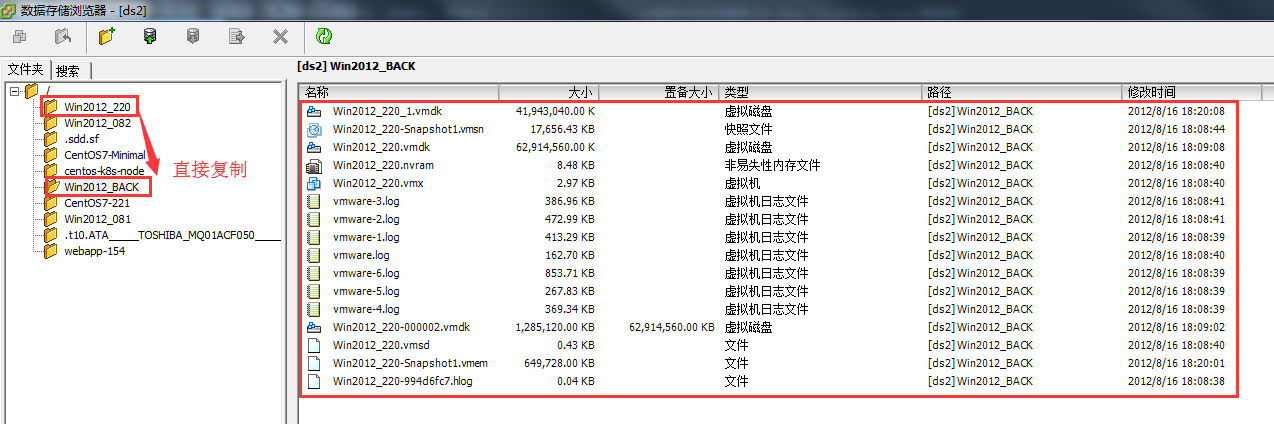 数据存储浏览器 - [ds2]
文件夹 搜索
[ds2] Win2012_BACK
/
Win2012_220
Win2012_082
.sdd.sf
CentOS7-Minimal
centos-k8s-node
Win2012_BACK
CentOS7-221
Win2012_081
.t10.ATA_____TOSHIBA_MQ01ACF050_____
webapp-154
直接复制
名称 大小 置备大小 类型 路径 修改时间
Win2012_220_1.vmdk 41,943,040.00 K 虚拟磁盘 [ds2] Win2012_BACK 2012/8/16 18:20:08
Win2012_220-Snapshot1.vmsn 17,656.43 KB 快照文件 [ds2] Win2012_BACK 2012/8/16 18:08:44
Win2012_220.vmdk 62,914,560.00 K 虚拟磁盘 [ds2] Win2012_BACK 2012/8/16 18:09:08
Win2012_220.nvram 8.48 KB 非易失性内存文件 [ds2] Win2012_BACK 2012/8/16 18:08:40
Win2012_220.vmx 2.97 KB 虚拟机 [ds2] Win2012_BACK 2012/8/16 18:08:40
vmware-3.log 386.96 KB 虚拟机日志文件 [ds2] Win2012_BACK 2012/8/16 18:08:41
vmware-2.log 472.99 KB 虚拟机日志文件 [ds2] Win2012_BACK 2012/8/16 18:08:41
vmware-1.log 413.29 KB 虚拟机日志文件 [ds2] Win2012_BACK 2012/8/16 18:08:39
vmware.log 162.70 KB 虚拟机日志文件 [ds2] Win2012_BACK 2012/8/16 18:08:40
vmware-6.log 853.71 KB 虚拟机日志文件 [ds2] Win2012_BACK 2012/8/16 18:08:39
vmware-5.log 267.83 KB 虚拟机日志文件 [ds2] Win2012_BACK 2012/8/16 18:08:39
vmware-4.log 369.34 KB 虚拟机日志文件 [ds2] Win2012_BACK 2012/8/16 18:08:39
Win2012_220-000002.vmdk 1,285,120.00 KB 62,914,560.00 KB 虚拟磁盘 [ds2] Win2012_BACK 2012/8/16 18:09:02
Win2012_220.vmsd 0.43 KB 文件 [ds2] Win2012_BACK 2012/8/16 18:08:40
Win2012_220-Snapshot1.vmem 649,728.00 KB 文件 [ds2] Win2012_BACK 2012/8/16 18:20:01
Win2012_220-994d6fc7.hlog 0.04 KB 文件 [ds2] Win2012_BACK 2012/8/16 18:08:38